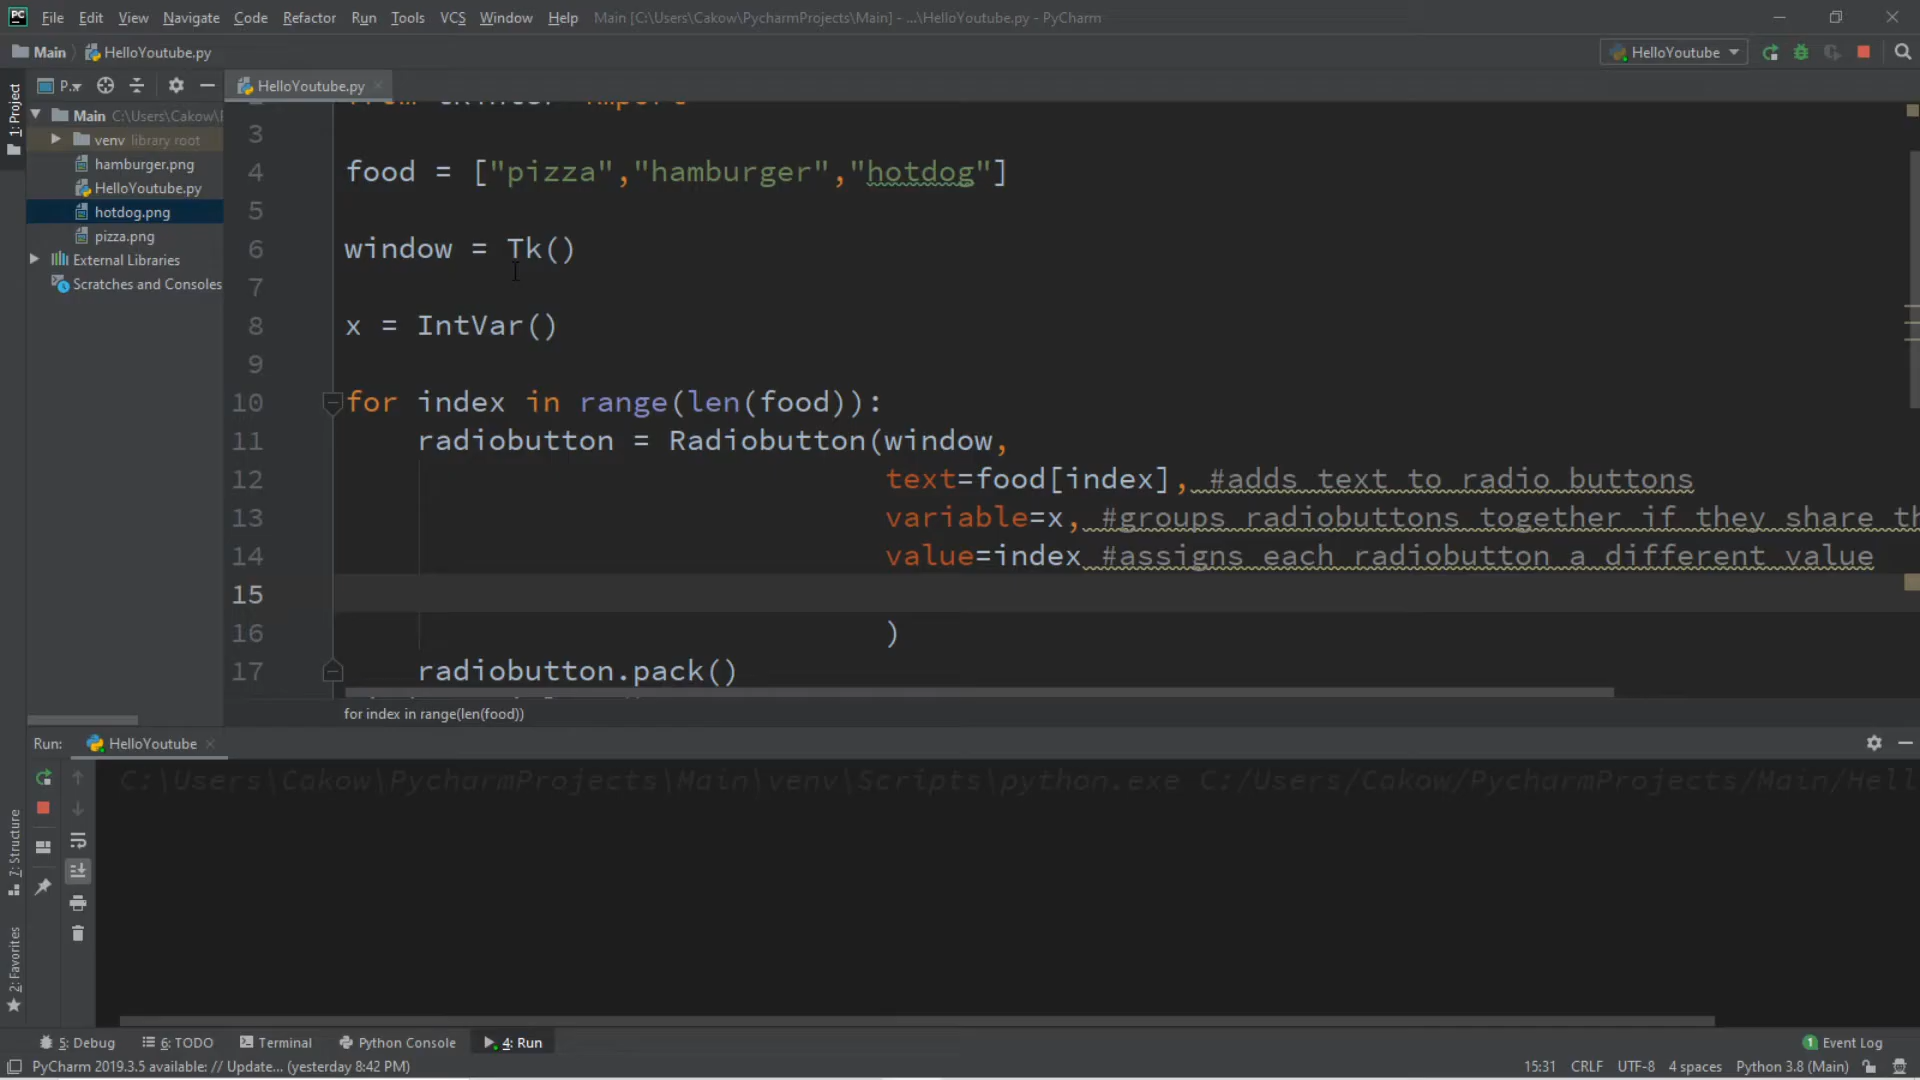 PC File Edit View Navigate Code Refactor Run Tools VCS Window Help Main [C:\Users\Cakow\PycharmProjects\Main] - ...\HelloYoutube.py - PyCharm
Main HelloYoutube.py HelloYoutube
P. HelloYoutube.py
1: Project
Main C:\Users\Cakow\
venv library root
hamburger.png
HelloYoutube.py
hotdog.png
pizza.png
External Libraries
Scratches and Consoles
from tkinter import
3
4 food = ["pizza","hamburger","hotdog"]
5
6 window = Tk()
7
8 x = IntVar()
9
10 for index in range(len(food)):
11 radiobutton = Radiobutton(window,
12 text=food[index], #adds text to radio buttons
13 variable=x, #groups radiobuttons together if they share th
14 value=index #assigns each radiobutton a different value
15
16 )
17 radiobutton.pack()
for index in range(len(food))
Run: HelloYoutube
C:\Users\Cakow\PycharmProjects\Main\venv\Scripts\python.exe C:/Users/Cakow/PycharmProjects/Main/Hell
7: Structure
2: Favorites
5: Debug 6: TODO Terminal Python Console 4: Run 1 Event Log
PyCharm 2019.3.5 available: // Update... (yesterday 8:42 PM) 15:31 CRLF UTF-8 4 spaces Python 3.8 (Main)